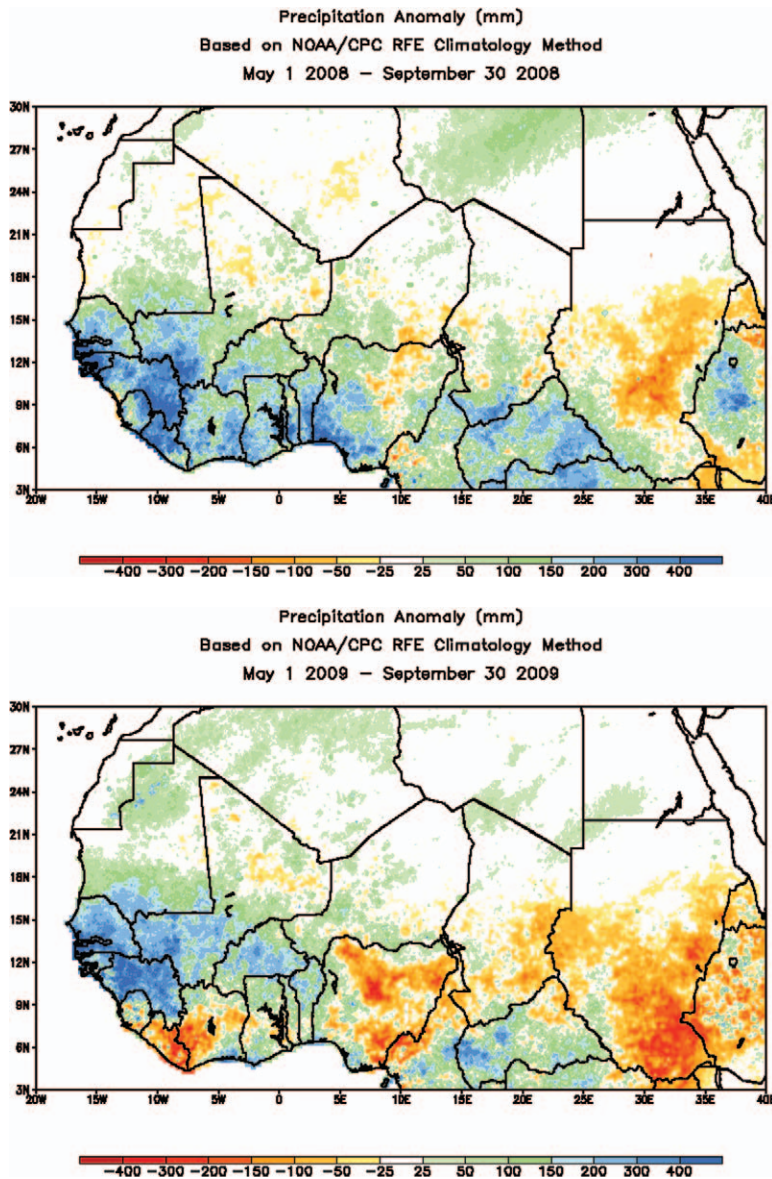 Precipitation Anomaly (mm)
Based on NOAA/CPC RFE Climatology Method
May 1 2008 – September 30 2008
30N
27N
24N
21N
18N
15N
12N
9N
6N
3N
20W 15W 10W 5W 0 5E 10E 15E 20E 25E 30E 35E 40E
-400 -300 -200 -150 -100 -50 -25 25 50 100 150 200 300 400
Precipitation Anomaly (mm)
Based on NOAA/CPC RFE Climatology Method
May 1 2009 – September 30 2009
30N
27N
24N
21N
18N
15N
12N
9N
6N
3N
20W 15W 10W 5W 0 5E 10E 15E 20E 25E 30E 35E 40E
-400 -300 -200 -150 -100 -50 -25 25 50 100 150 200 300 400